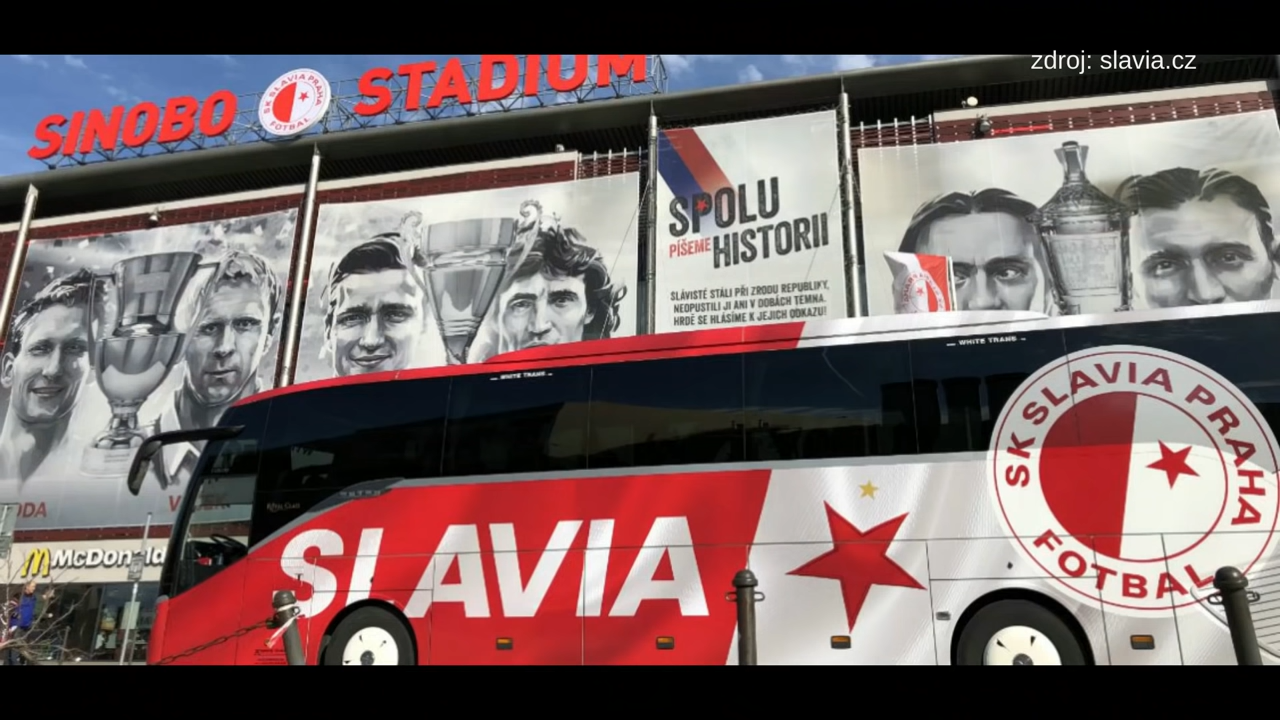 zdroj: slavia.cz
SINOBO SK SLAVIA PRAHA FOTBAL STADIUM
SPOLU
PÍŠEME HISTORII
SLÁVISTÉ STÁLI PŘI ZRODU REPUBLIKY,
NEOPUSTILI JI ANI V DOBÁCH TEMNA.
HRDĚ SE HLÁSÍME K JEJICH ODKAZU!
WHITE TRANS
WHITE TRANS
SK SLAVIA PRAHA
FOTBAL
SLAVIA
McDonald